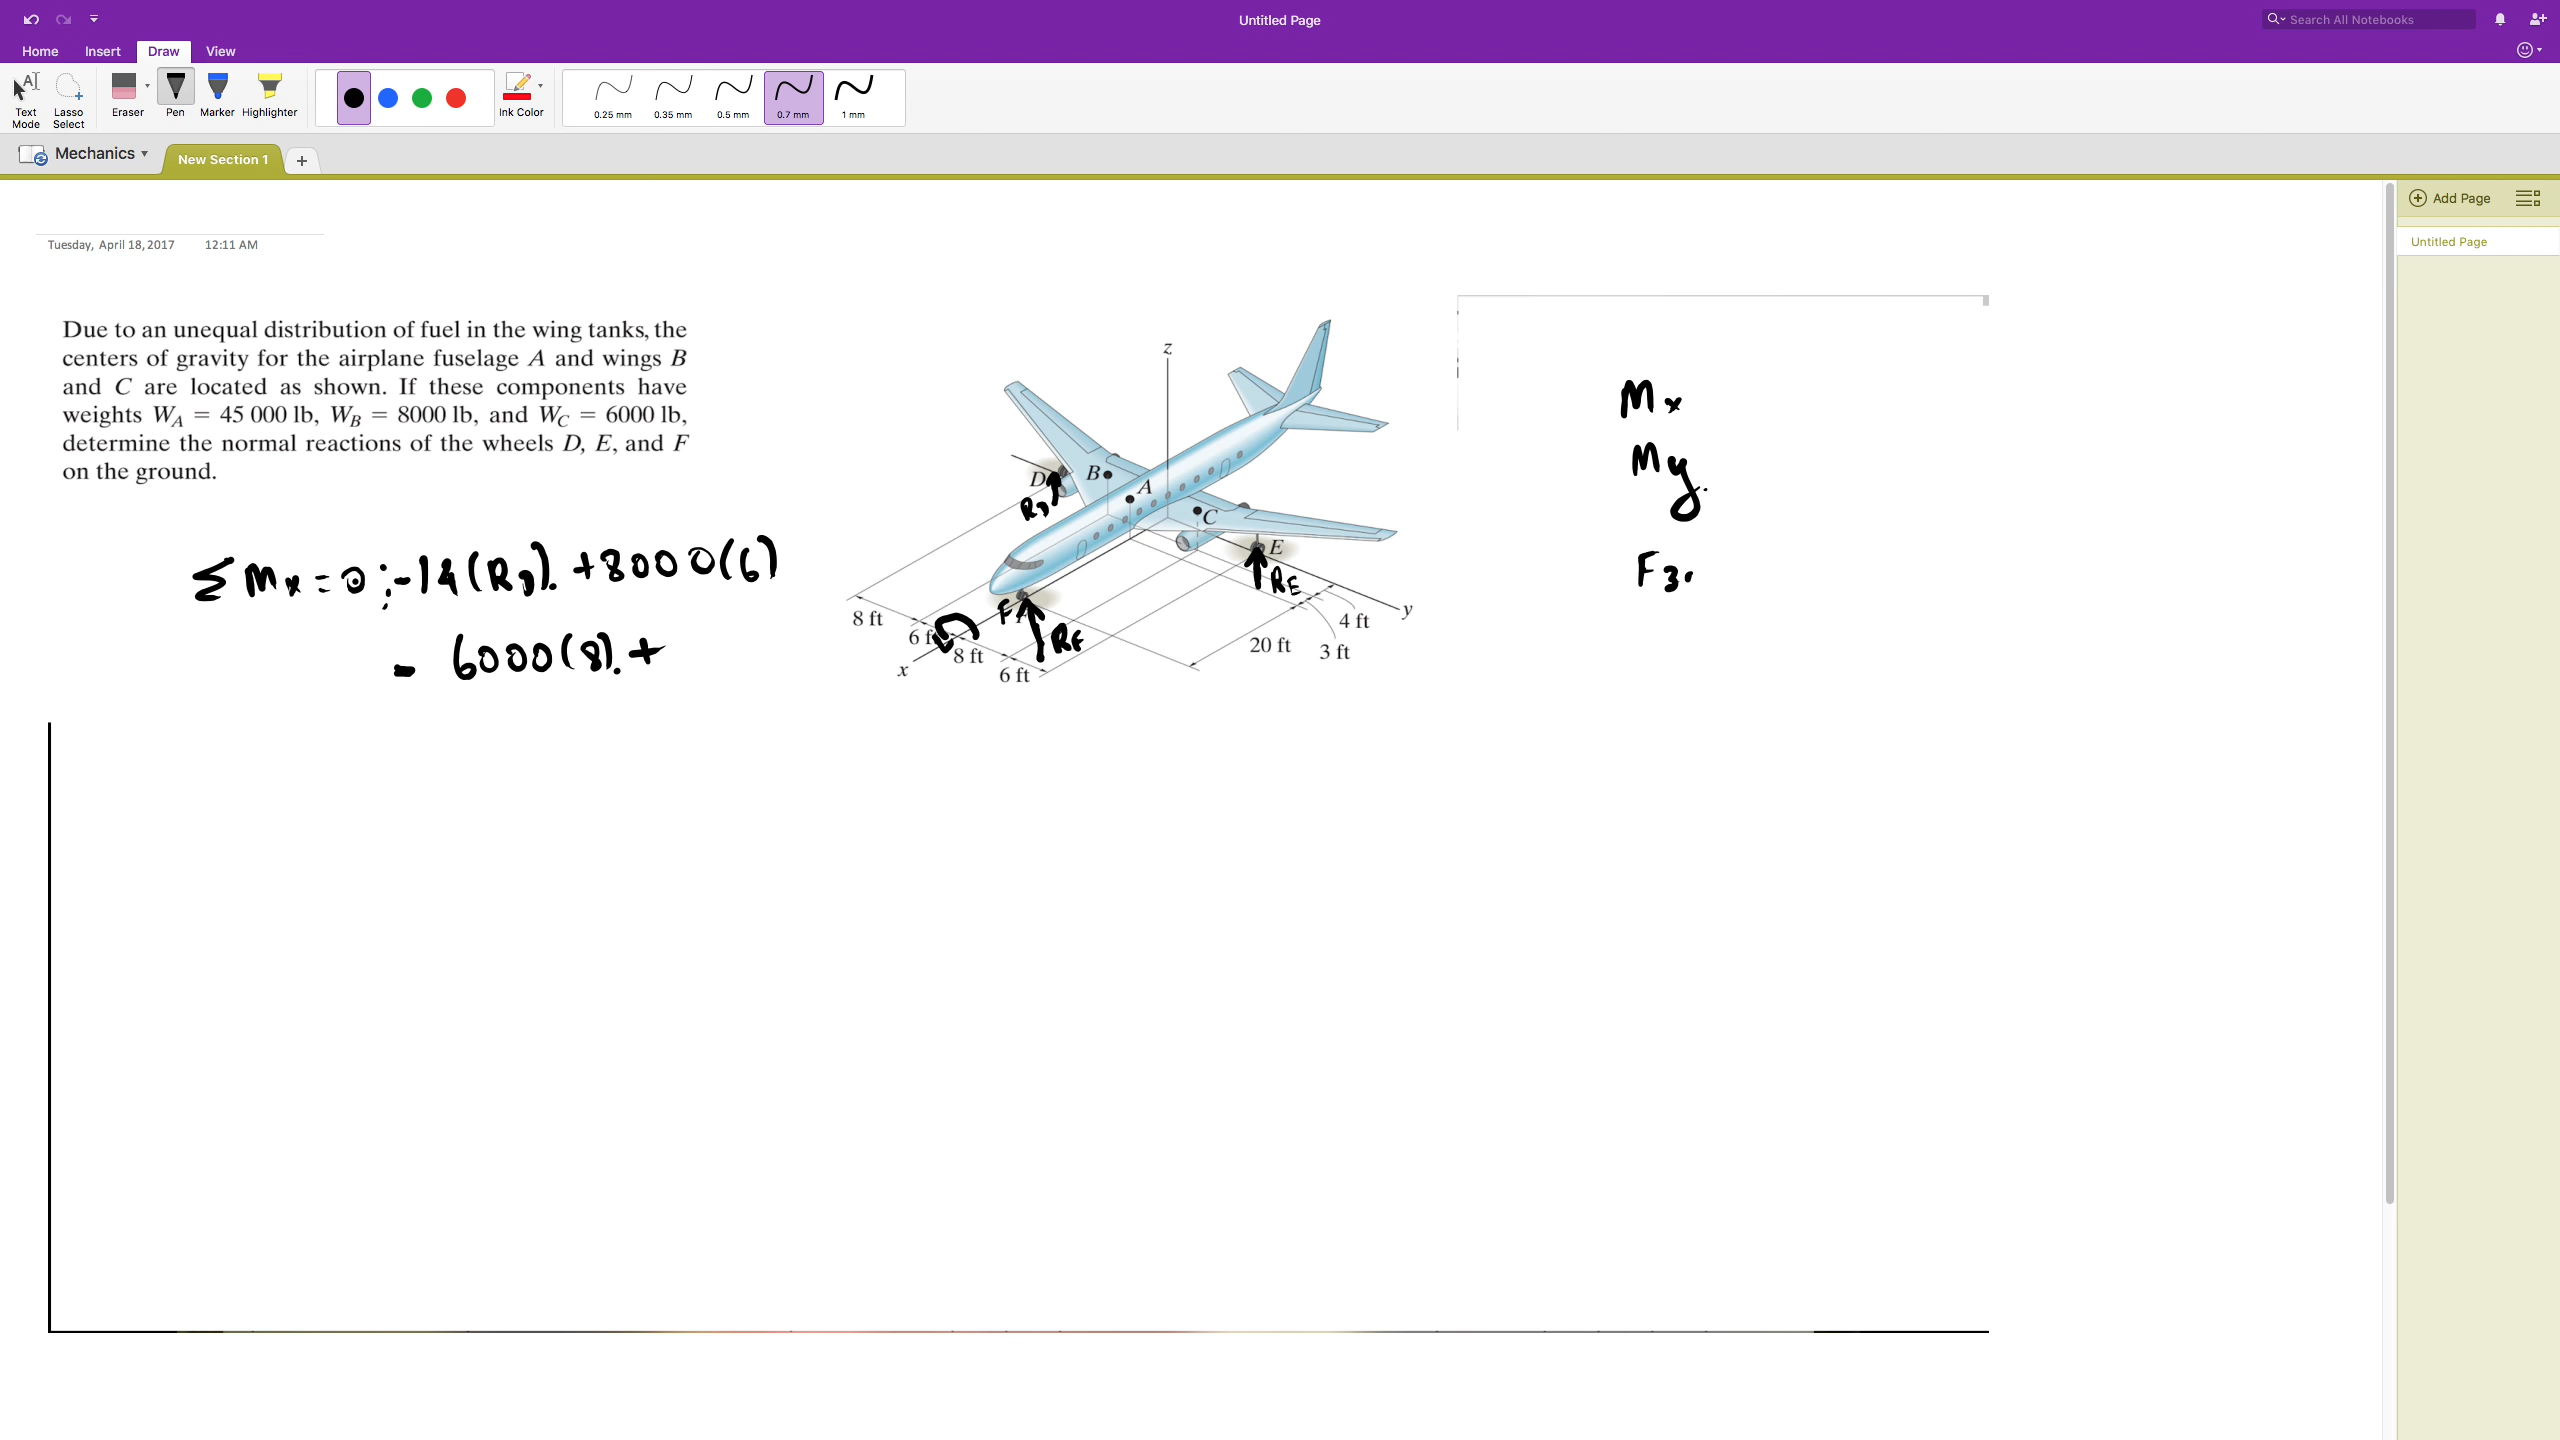 Untitled Page
Search All Notebooks
Home Insert Draw View
Text Mode
Lasso Select
Eraser
Pen
Marker
Highlighter
Ink Color
0.25 mm
0.35 mm
0.5 mm
0.7 mm
1 mm
Mechanics
New Section 1
+
Add Page
Untitled Page
Tuesday, April 18, 2017 12:11 AM
Due to an unequal distribution of fuel in the wing tanks, the
centers of gravity for the airplane fuselage A and wings B
and C are located as shown. If these components have
weights W_A = 45 000 lb, W_B = 8000 lb, and W_C = 6000 lb,
determine the normal reactions of the wheels D, E, and F
on the ground.
Σ Mx = 0 ; -14(RD). +8000(6)
- 6000(8). +
z
D
B
A
C
E
RD
RE
F
RF
x
y
8 ft
6 f
8 ft
6 ft
20 ft
3 ft
4 ft
Mx
My.
Fz.